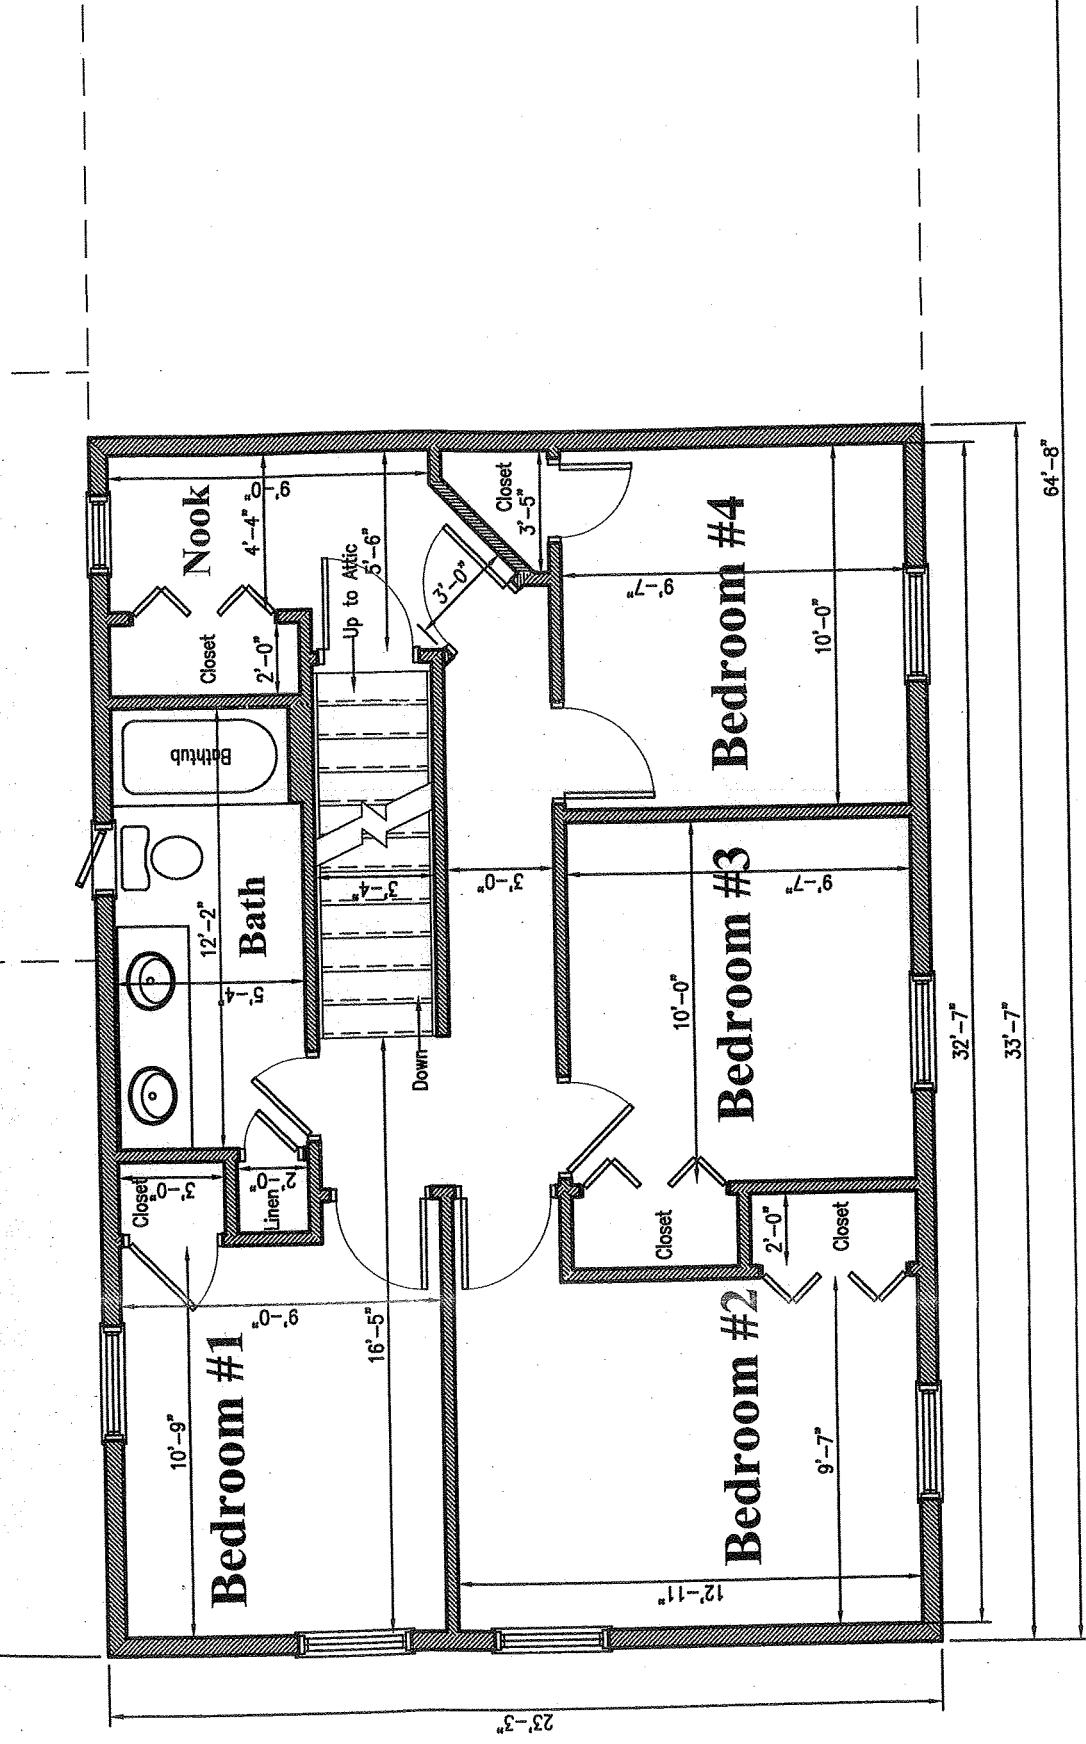 64'-8"
33'-7"
32'-7"
23'-3"
Nook
9'-0"
4'-4"
5'-6"
Closet
2'-0"
Up to Attic
3'-0"
Closet
3'-5"
Bedroom #4
9'-7"
10'-0"
Bathtub
Bath
12'-2"
5'-4
3'-4"
3'-0"
Down
Bedroom #3
10'-0"
9'-7"
Closet
3'-0"
Linen
2'-0"
Bedroom #1
9'-0"
10'-9"
16'-5"
Closet
Closet
2'-0"
Bedroom #2
9'-7"
12'-11"